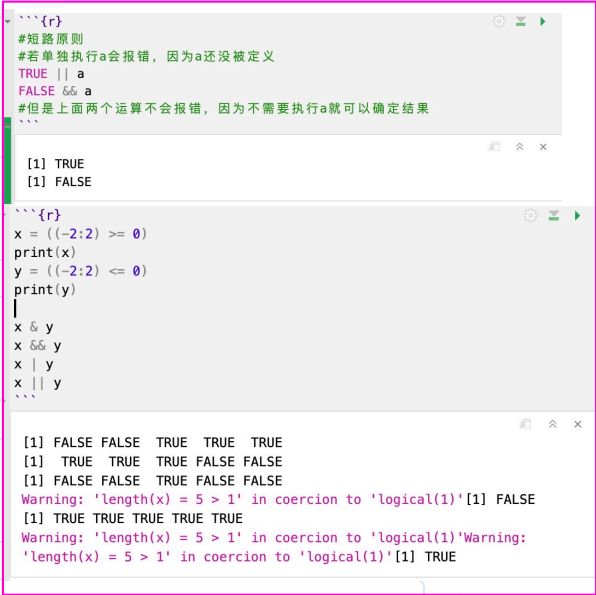 ```{r}
#短路原则
#若单独执行a会报错，因为a还没被定义
TRUE || a
FALSE && a
#但是上面两个运算不会报错，因为不需要执行a就可以确定结果
```
[1] TRUE
[1] FALSE
```{r}
x = ((-2:2) >= 0)
print(x)
y = ((-2:2) <= 0)
print(y)
x & y
x && y
x | y
x || y
```
[1] FALSE FALSE  TRUE  TRUE  TRUE
[1]  TRUE  TRUE  TRUE FALSE FALSE
[1] FALSE FALSE  TRUE FALSE FALSE
Warning: 'length(x) = 5 > 1' in coercion to 'logical(1)'[1] FALSE
[1] TRUE TRUE TRUE TRUE TRUE
Warning: 'length(x) = 5 > 1' in coercion to 'logical(1)'Warning:
'length(x) = 5 > 1' in coercion to 'logical(1)'[1] TRUE